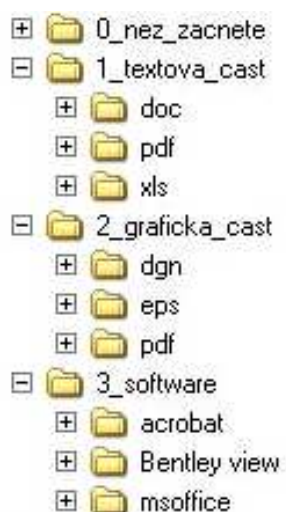 0_nez_zacnete
1_textova_cast
doc
pdf
xls
2_graficka_cast
dgn
eps
pdf
3_software
acrobat
Bentley view
msoffice